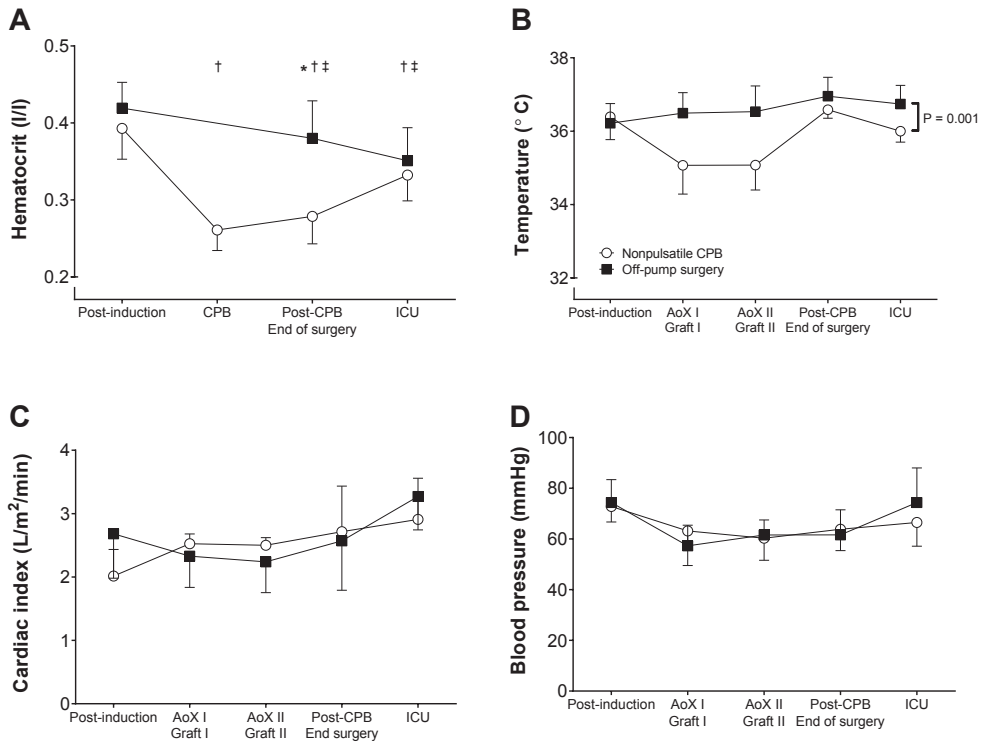 A
Hematocrit (l/l)
0.5
0.4
0.3
0.2
†
*†‡
†‡
Post-induction
CPB
Post-CPB
End of surgery
ICU
B
Temperature (° C)
38
36
34
32
P = 0.001
Nonpulsatile CPB
Off-pump surgery
Post-induction
AoX I
Graft I
AoX II
Graft II
Post-CPB
End of surgery
ICU
C
Cardiac index (L/m²/min)
4
3
2
1
0
Post-induction
AoX I
Graft I
AoX II
Graft II
Post-CPB
End surgery
ICU
D
Blood pressure (mmHg)
100
80
60
40
20
0
Post-induction
AoX I
Graft I
AoX II
Graft II
Post-CPB
End of surgery
ICU